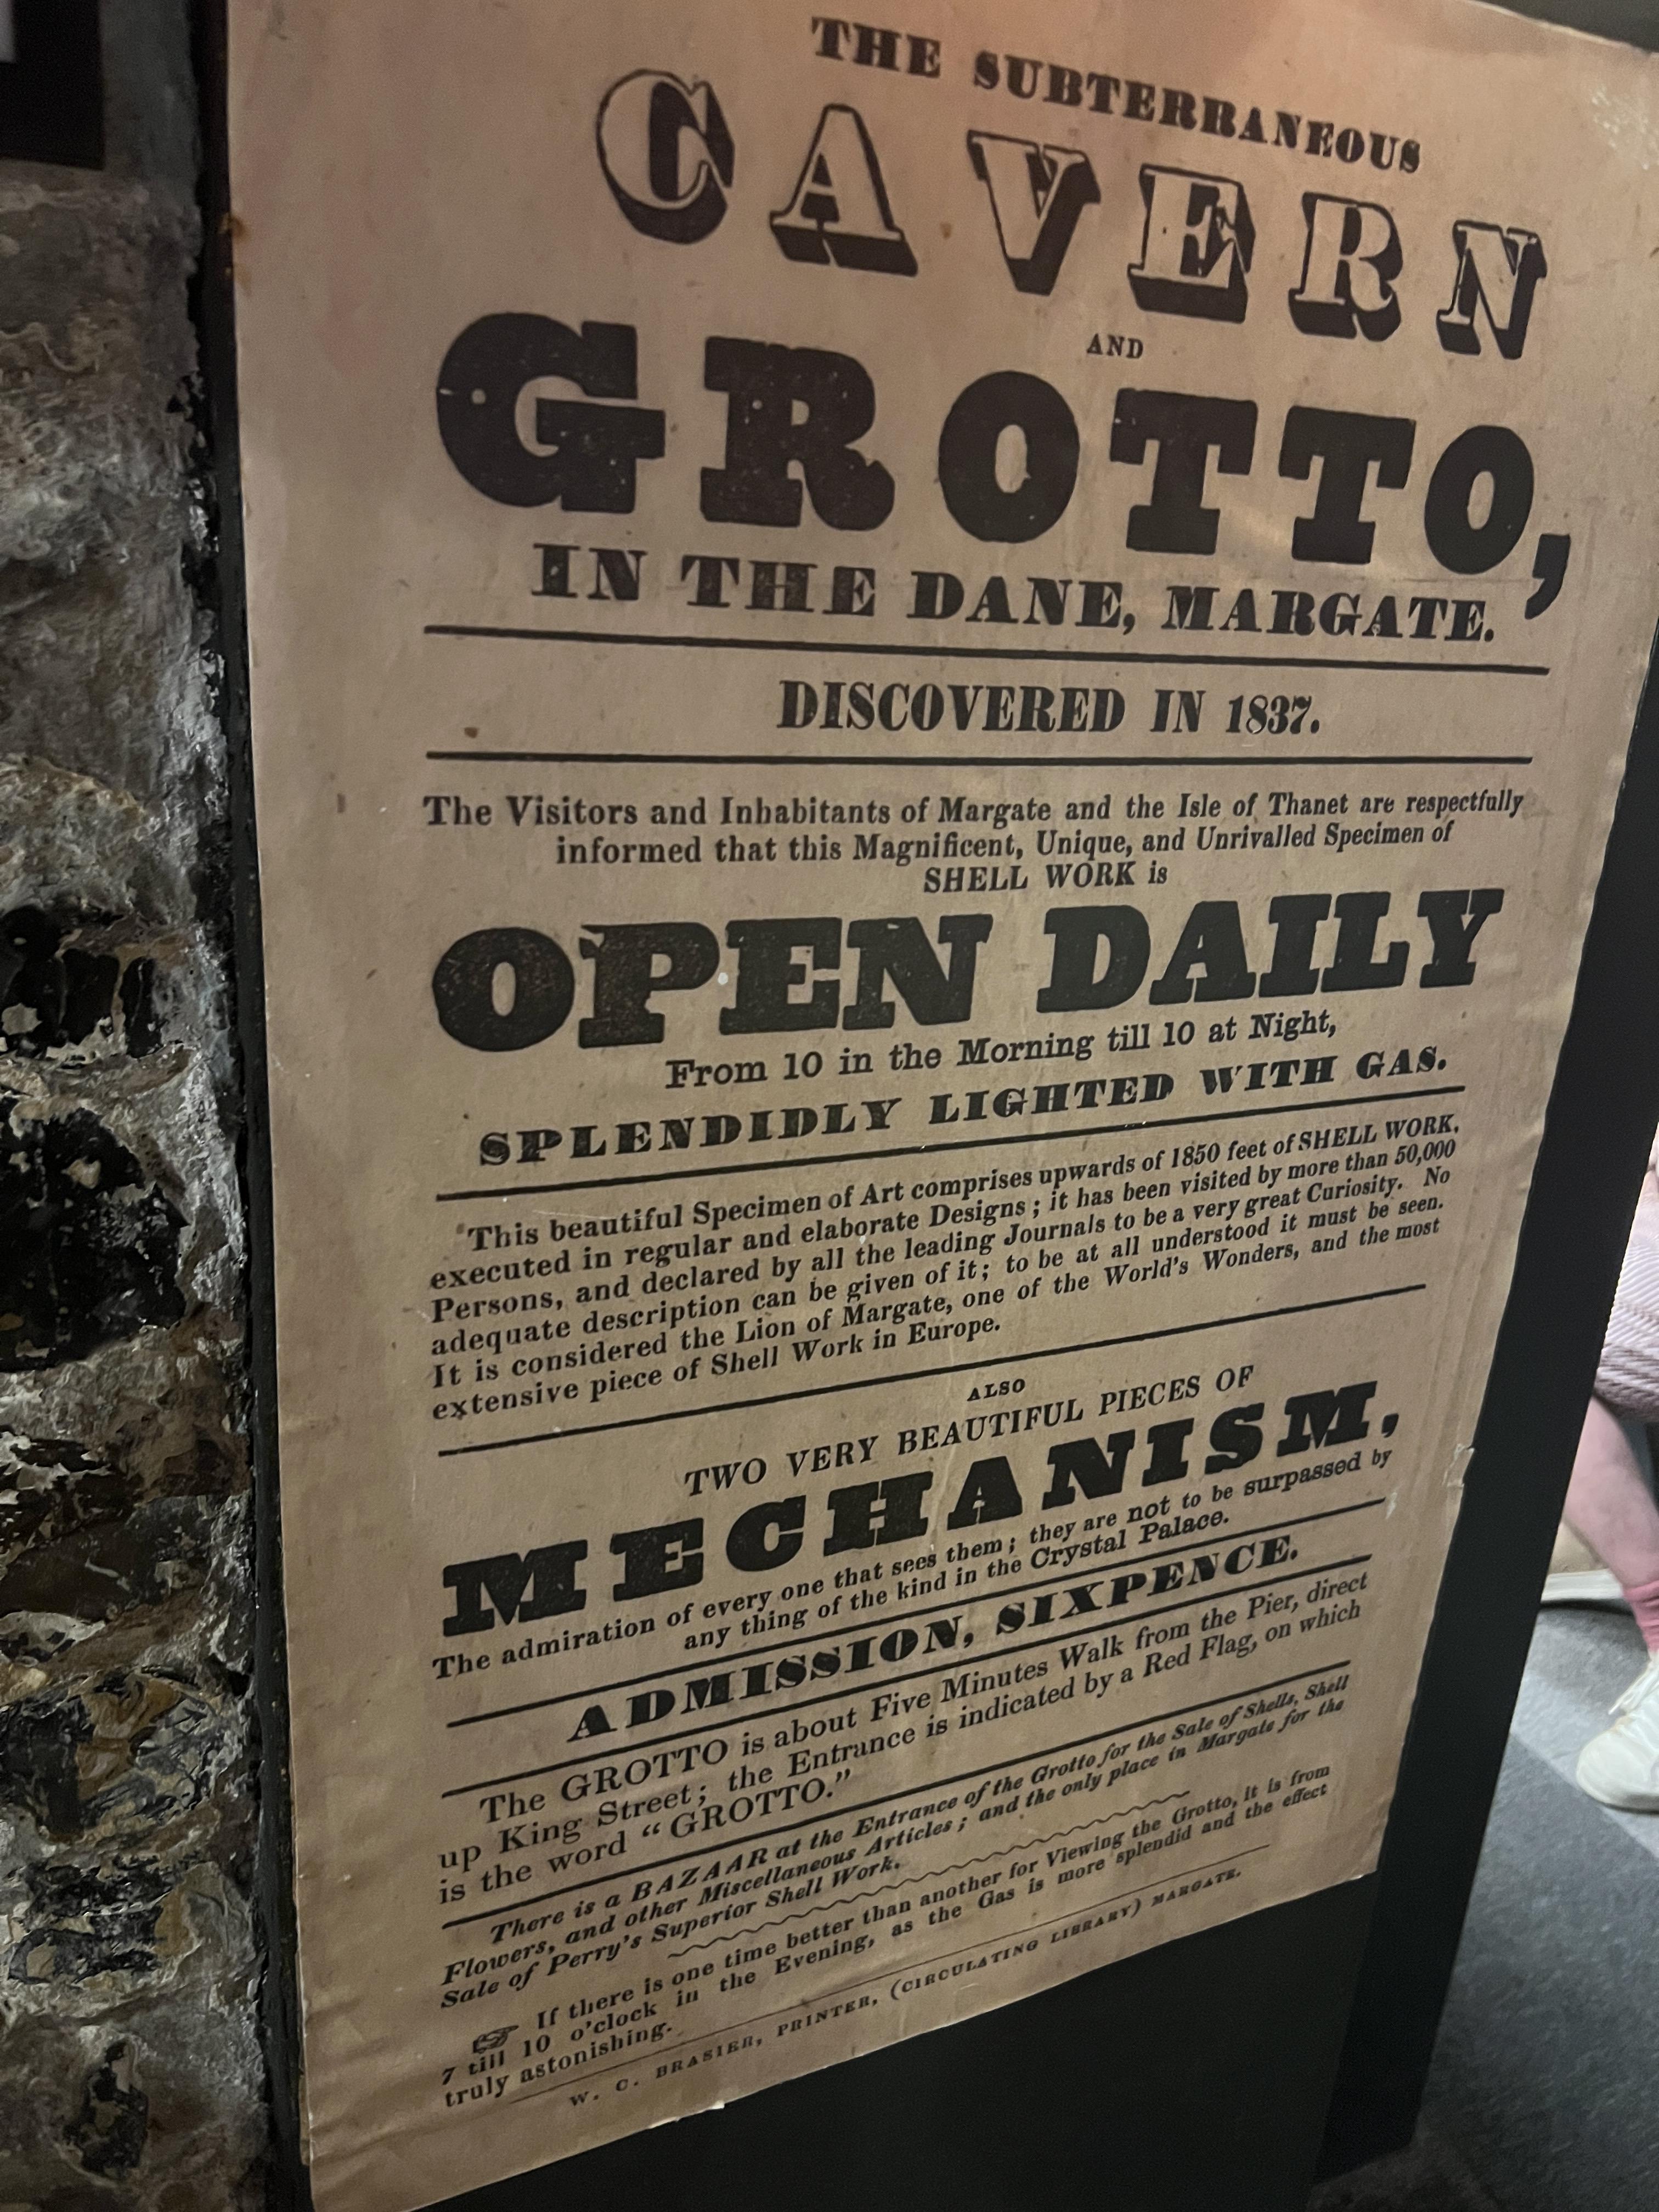 THE SUBTERRANEOUS
CAVERN
AND
GROTTO,
IN THE DANE, MARGATE.
DISCOVERED IN 1837.
The Visitors and Inhabitants of Margate and the Isle of Thanet are respectfully
informed that this Magnificent, Unique, and Unrivalled Specimen of
SHELL WORK is
OPEN DAILY
From 10 in the Morning till 10 at Night,
SPLENDIDLY LIGHTED WITH GAS.
This beautiful Specimen of Art comprises upwards of 1850 feet of SHELL WORK,
executed in regular and elaborate Designs; it has been visited by more than 50,000
Persons, and declared by all the leading Journals to be a very great Curiosity. No
adequate description can be given of it; to be at all understood it must be seen.
It is considered the Lion of Margate, one of the World's Wonders, and the most
extensive piece of Shell Work in Europe.
ALSO
TWO VERY BEAUTIFUL PIECES OF
MECHANISM,
The admiration of every one that sees them; they are not to be surpassed by
any thing of the kind in the Crystal Palace.
ADMISSION, SIXPENCE.
The GROTTO is about Five Minutes Walk from the Pier, direct
up King Street; the Entrance is indicated by a Red Flag, on which
is the word "GROTTO."
There is a BAZAAR at the Entrance of the Grotto for the Sale of Shells, Shell
Flowers, and other Miscellaneous Articles; and the only place in Margate for the
Sale of Perry's Superior Shell Work.
☞ If there is one time better than another for Viewing the Grotto, it is from
7 till 10 o'clock in the Evening, as the Gas is more splendid and the effect
truly astonishing.
W. C. BRASIER, PRINTER, (CIRCULATING LIBRARY) MARGATE.